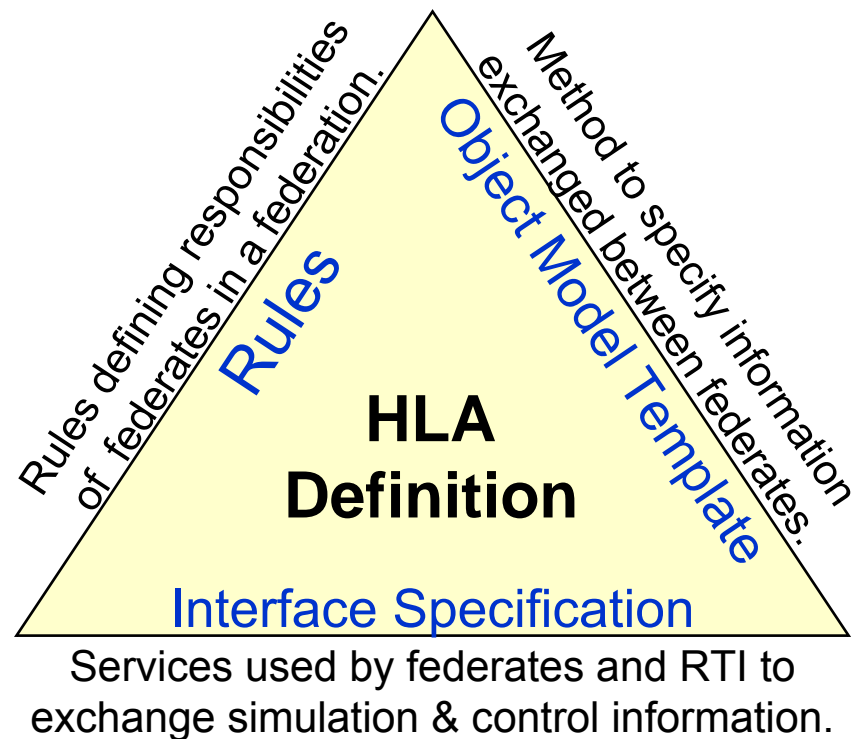 Rules defining responsibilities
of federates in a federation.
Rules
Method to specify information
exchanged between federates.
Object Model Template
HLA
Definition
Interface Specification
Services used by federates and RTI to
exchange simulation & control information.